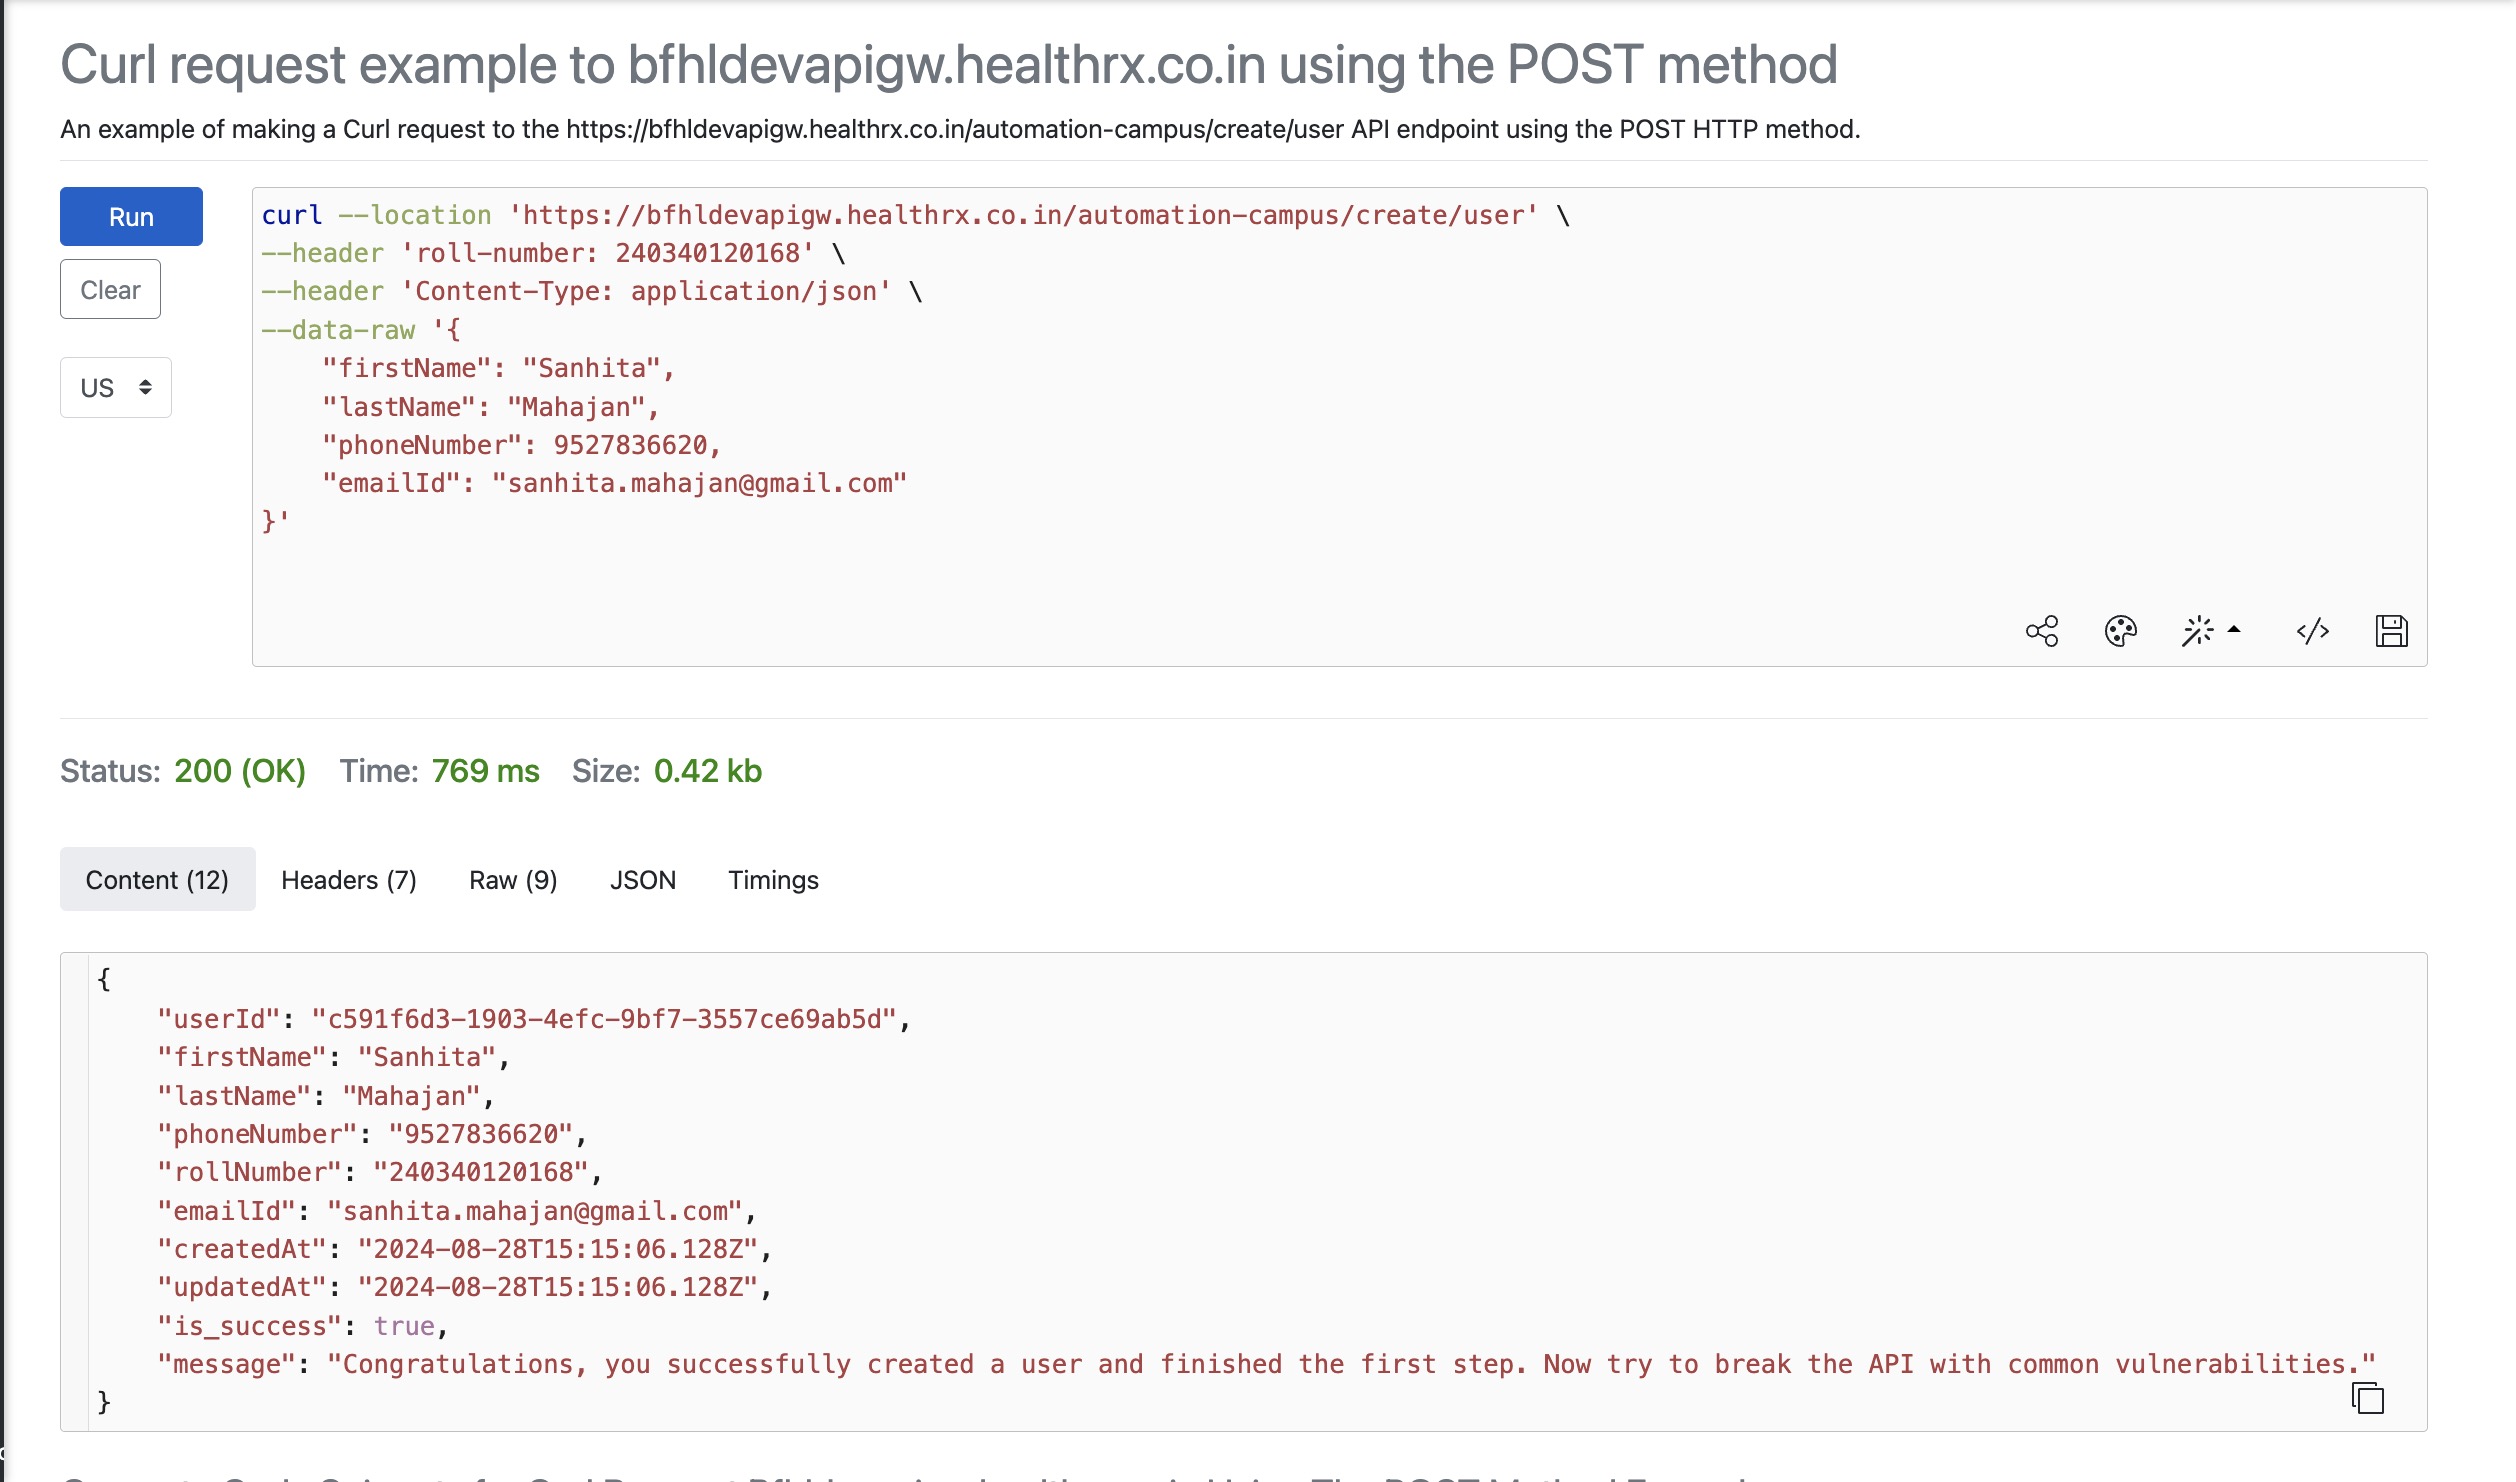 Curl request example to bfhldevapigw.healthrx.co.in using the POST method
An example of making a Curl request to the https://bfhldevapigw.healthrx.co.in/automation-campus/create/user API endpoint using the POST HTTP method.
Run
Clear
US
curl --location 'https://bfhldevapigw.healthrx.co.in/automation-campus/create/user' \
--header 'roll-number: 240340120168' \
--header 'Content-Type: application/json' \
--data-raw '{
    "firstName": "Sanhita",
    "lastName": "Mahajan",
    "phoneNumber": 9527836620,
    "emailId": "sanhita.mahajan@gmail.com"
}'
Status: 200 (OK) Time: 769 ms Size: 0.42 kb
Content (12) Headers (7) Raw (9) JSON Timings
{
    "userId": "c591f6d3-1903-4efc-9bf7-3557ce69ab5d",
    "firstName": "Sanhita",
    "lastName": "Mahajan",
    "phoneNumber": "9527836620",
    "rollNumber": "240340120168",
    "emailId": "sanhita.mahajan@gmail.com",
    "createdAt": "2024-08-28T15:15:06.128Z",
    "updatedAt": "2024-08-28T15:15:06.128Z",
    "is_success": true,
    "message": "Congratulations, you successfully created a user and finished the first step. Now try to break the API with common vulnerabilities."
}